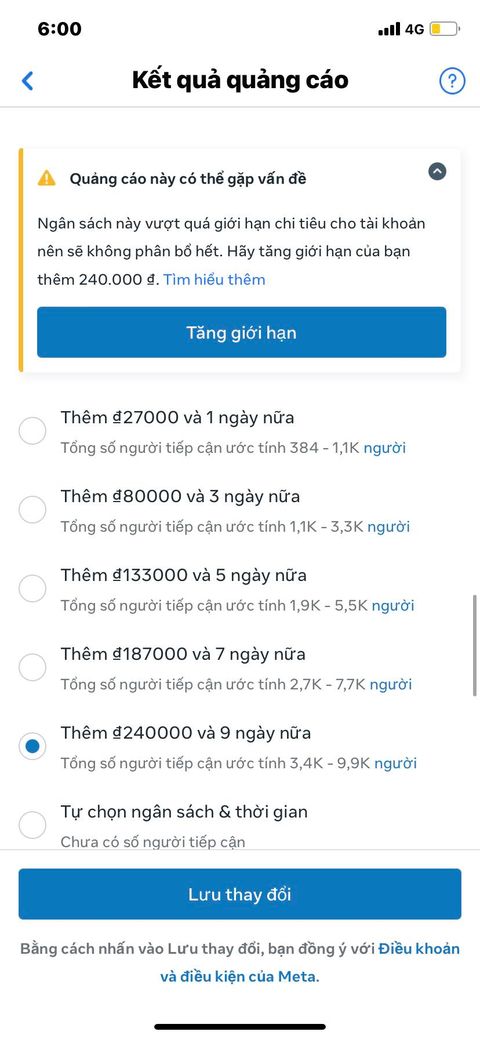 6:00
4G
Kết quả quảng cáo
?
Quảng cáo này có thể gặp vấn đề
Ngân sách này vượt quá giới hạn chi tiêu cho tài khoản
nên sẽ không phân bổ hết. Hãy tăng giới hạn của bạn
thêm 240.000 ₫. Tìm hiểu thêm
Tăng giới hạn
Thêm ₫27000 và 1 ngày nữa
Tổng số người tiếp cận ước tính 384 - 1,1K người
Thêm ₫80000 và 3 ngày nữa
Tổng số người tiếp cận ước tính 1,1K - 3,3K người
Thêm ₫133000 và 5 ngày nữa
Tổng số người tiếp cận ước tính 1,9K - 5,5K người
Thêm ₫187000 và 7 ngày nữa
Tổng số người tiếp cận ước tính 2,7K - 7,7K người
Thêm ₫240000 và 9 ngày nữa
Tổng số người tiếp cận ước tính 3,4K - 9,9K người
Tự chọn ngân sách & thời gian
Chưa có số người tiếp cận
Lưu thay đổi
Bằng cách nhấn vào Lưu thay đổi, bạn đồng ý với Điều khoản
và điều kiện của Meta.